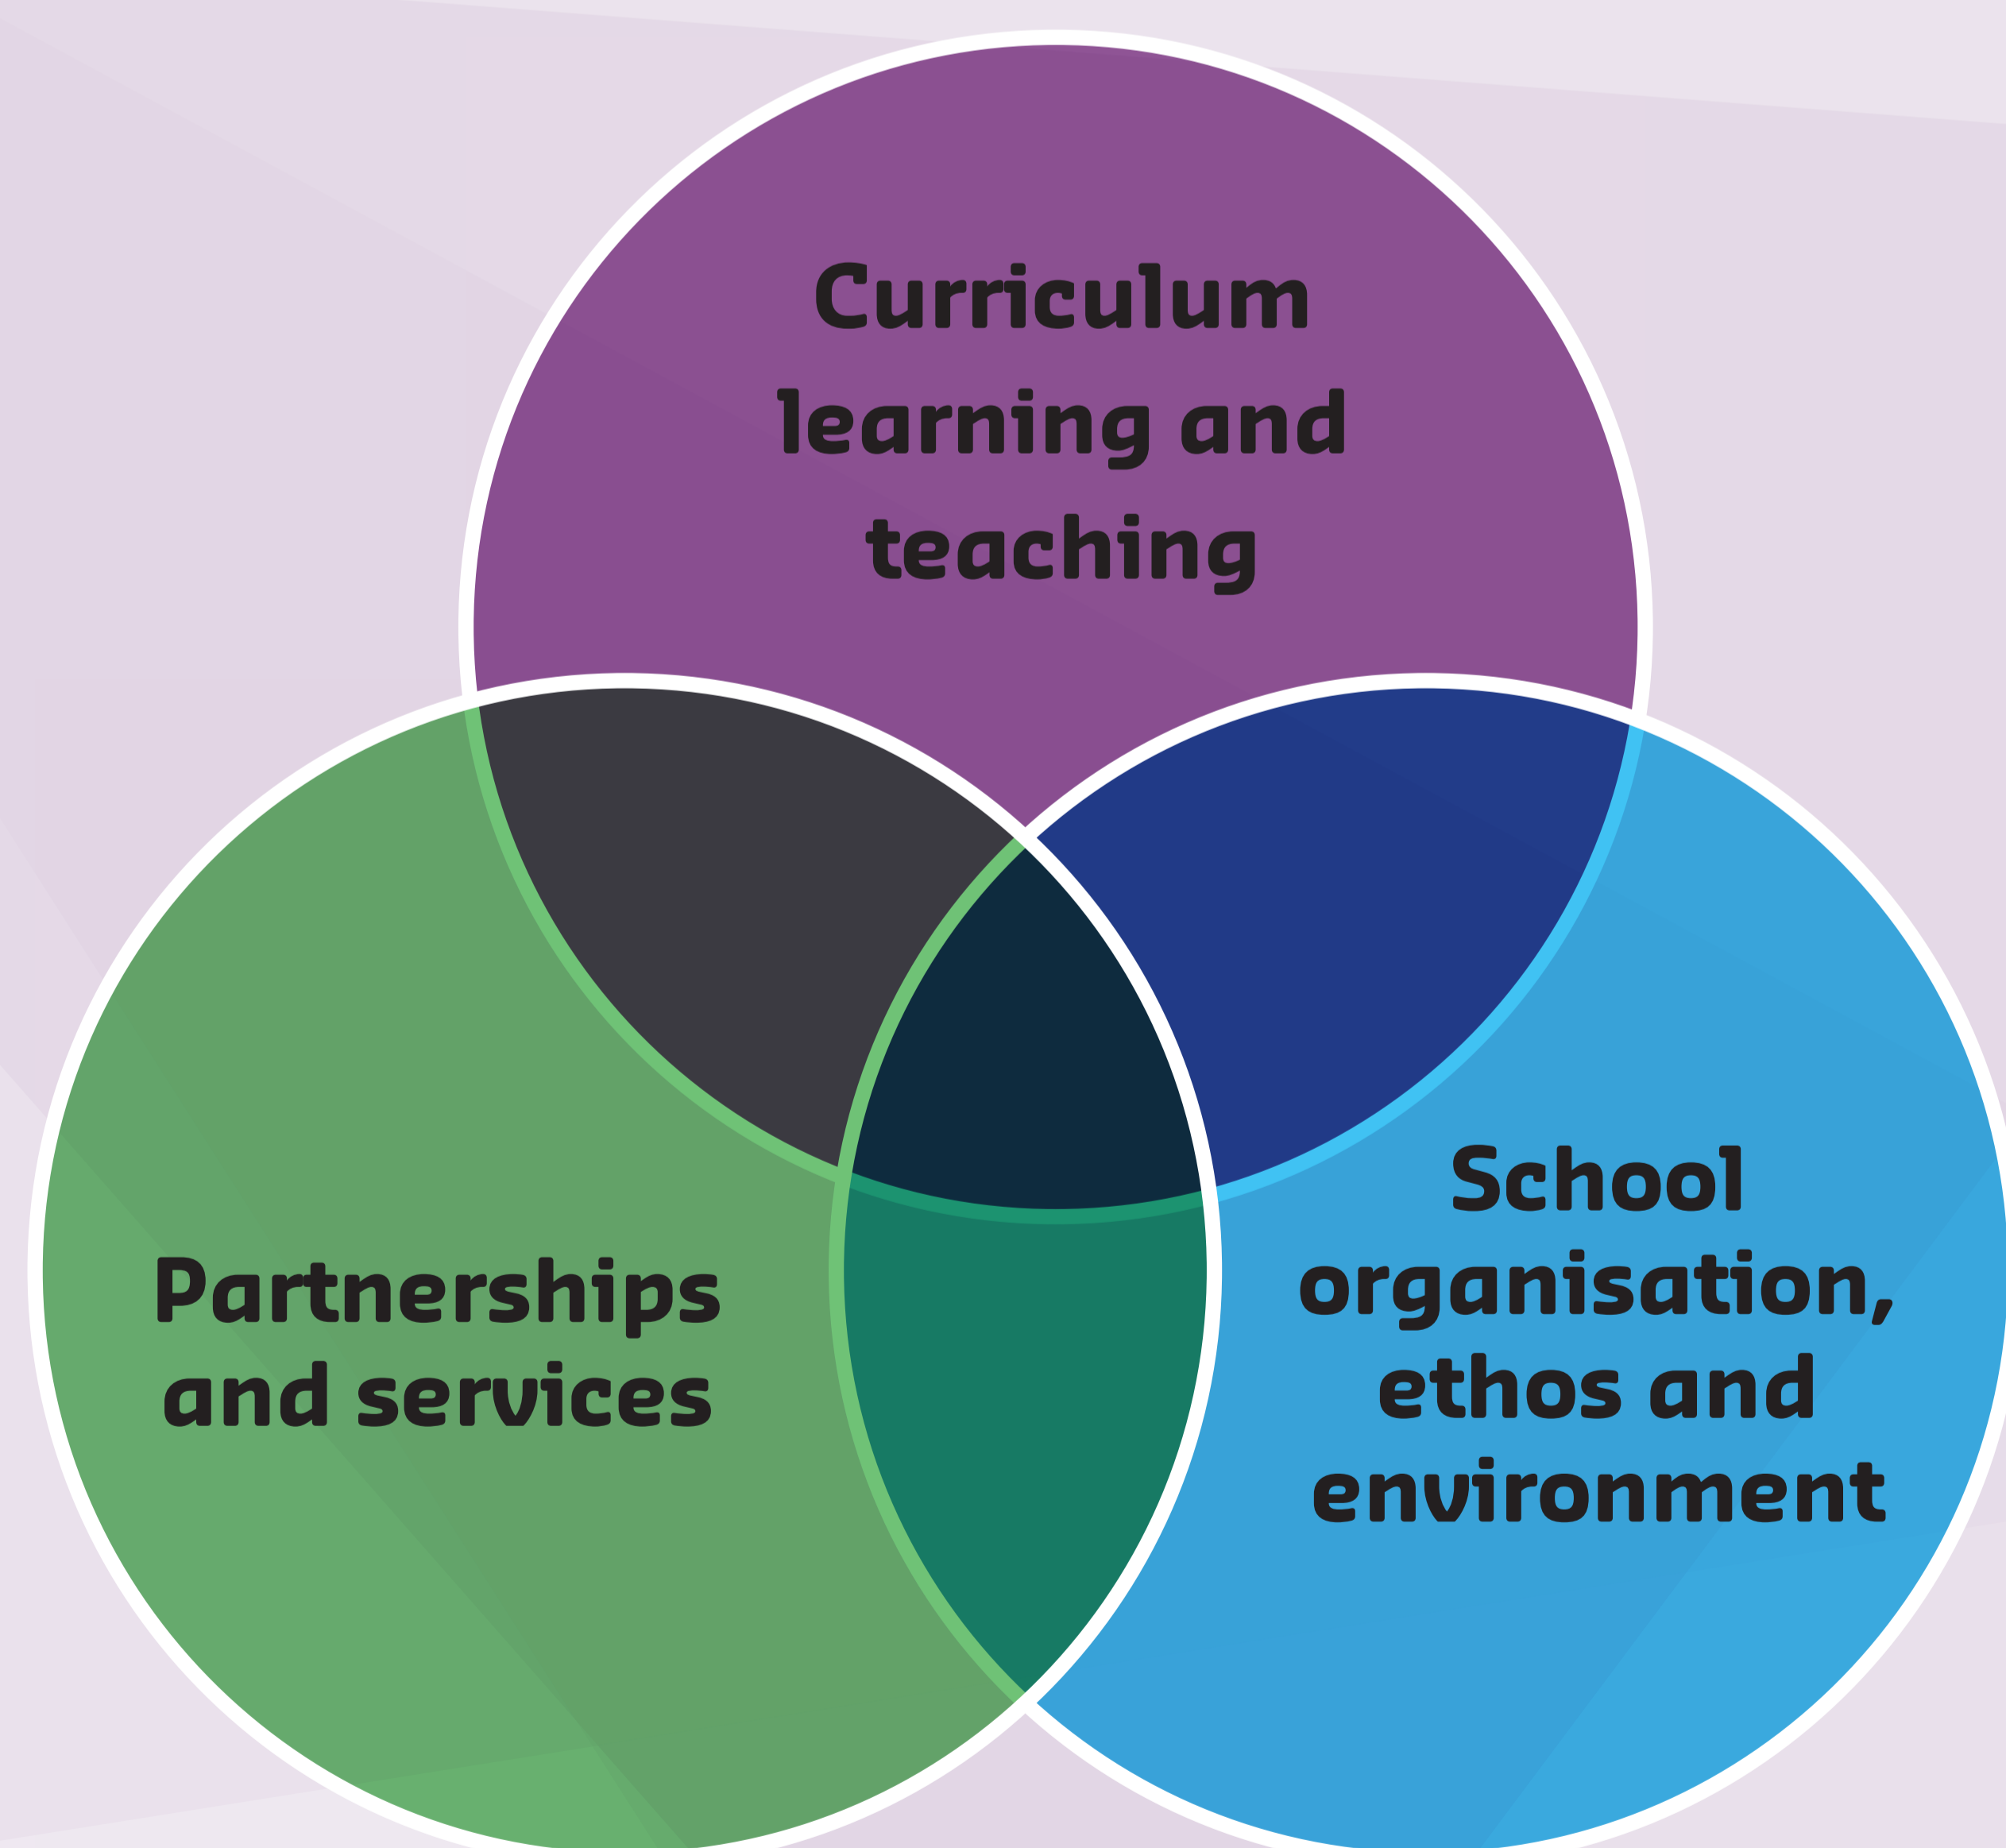 Curriculum
learning and
teaching
Partnerships
and services
School
organisation,
ethos and
environment